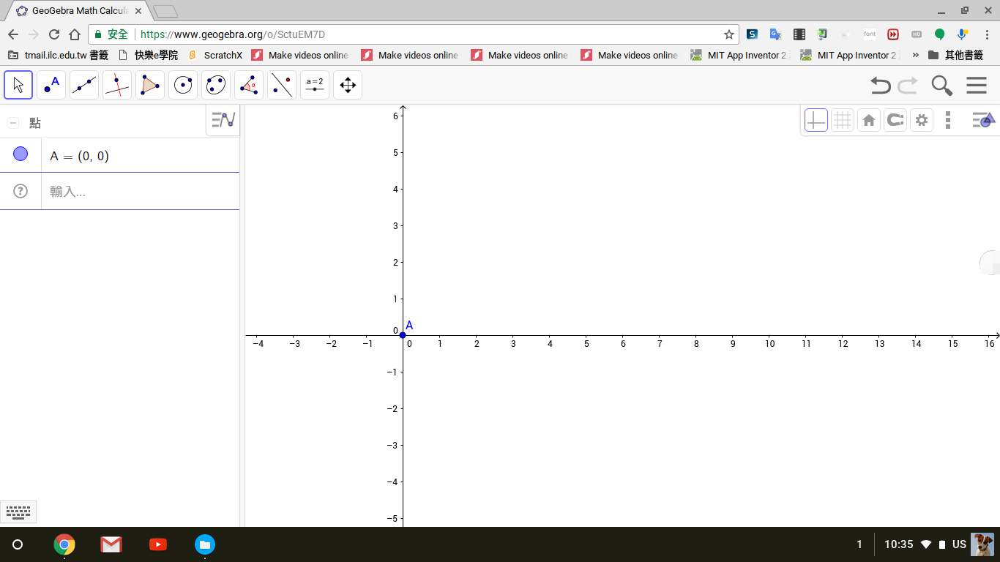 GeoGebra Math Calcula
安全 https://www.geogebra.org/o/SctuEM7D
font HD
tmail.ilc.edu.tw 書籤 快樂e學院 ScratchX Make videos online Make videos online Make videos online Make videos online MIT App Inventor 2 MIT App Inventor 2 » 其他書籤
A α a=2
點
A = (0, 0)
輸入...
6
5
4
3
2
1
A
0
−4 −3 −2 −1 0 1 2 3 4 5 6 7 8 9 10 11 12 13 14 15 16
−1
−2
−3
−4
−5
1 10:35 US